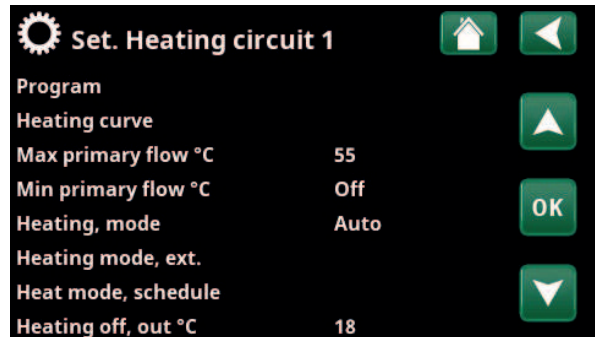 Set. Heating circuit 1
Program
Heating curve
Max primary flow °C 55
Min primary flow °C Off
Heating, mode Auto
OK
Heating mode, ext.
Heat mode, schedule
Heating off, out °C 18